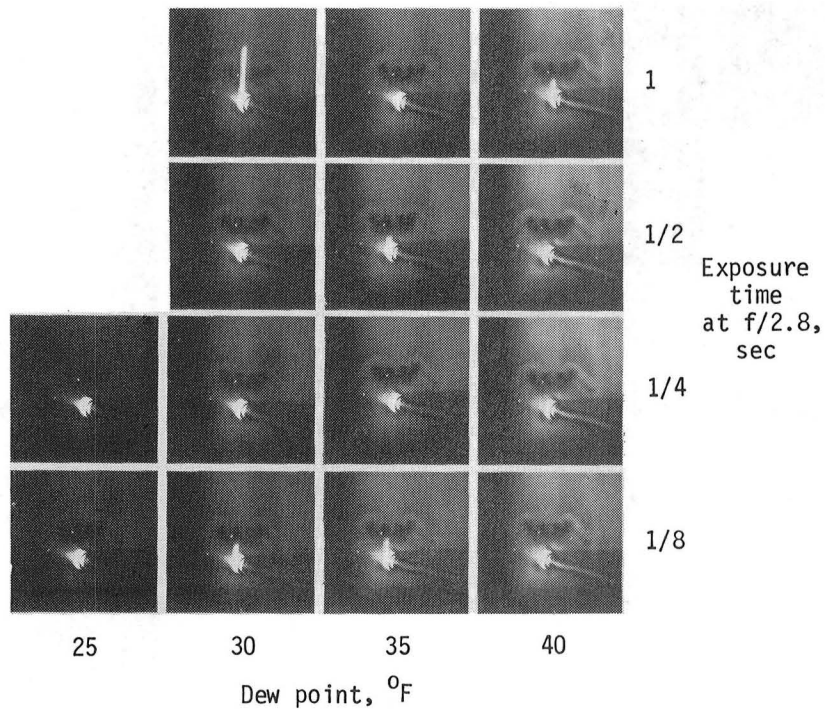 1
1/2
Exposure
time
at f/2.8,
sec
1/4
1/8
25 30 35 40
Dew point, °F